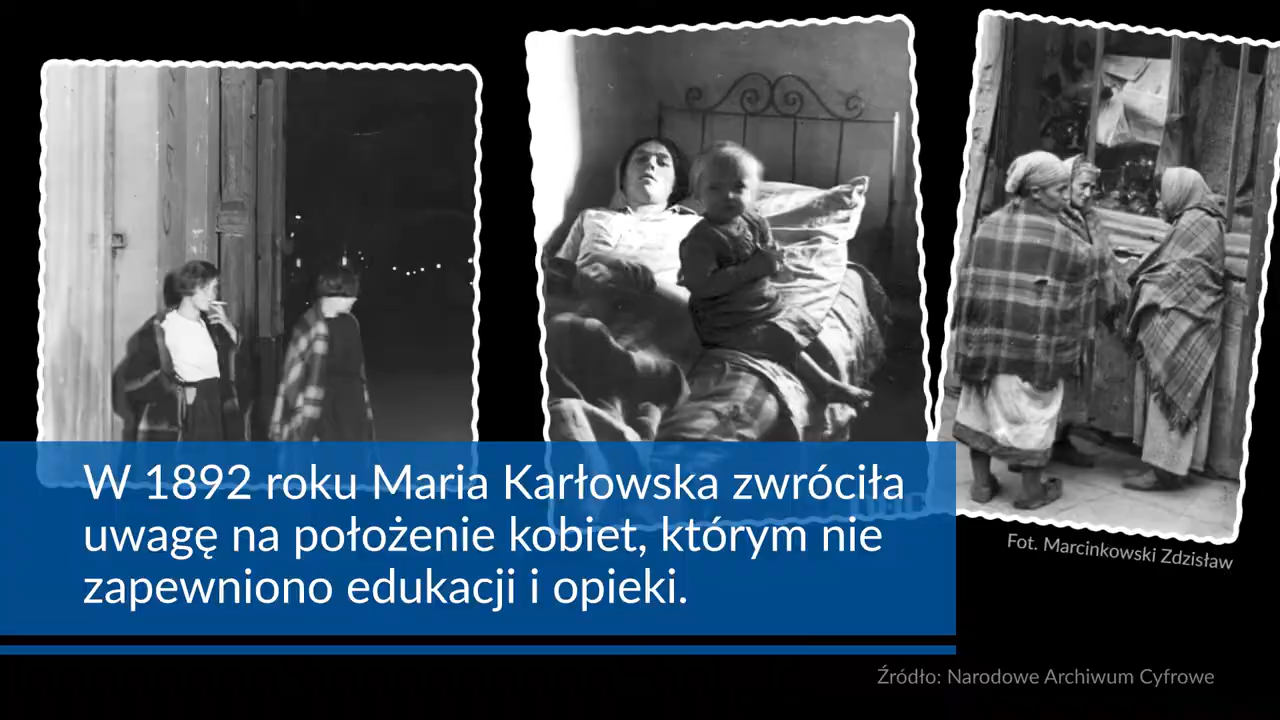 W 1892 roku Maria Karłowska zwróciła
uwagę na położenie kobiet, którym nie
zapewniono edukacji i opieki.
Fot. Marcinkowski Zdzisław
Źródło: Narodowe Archiwum Cyfrowe